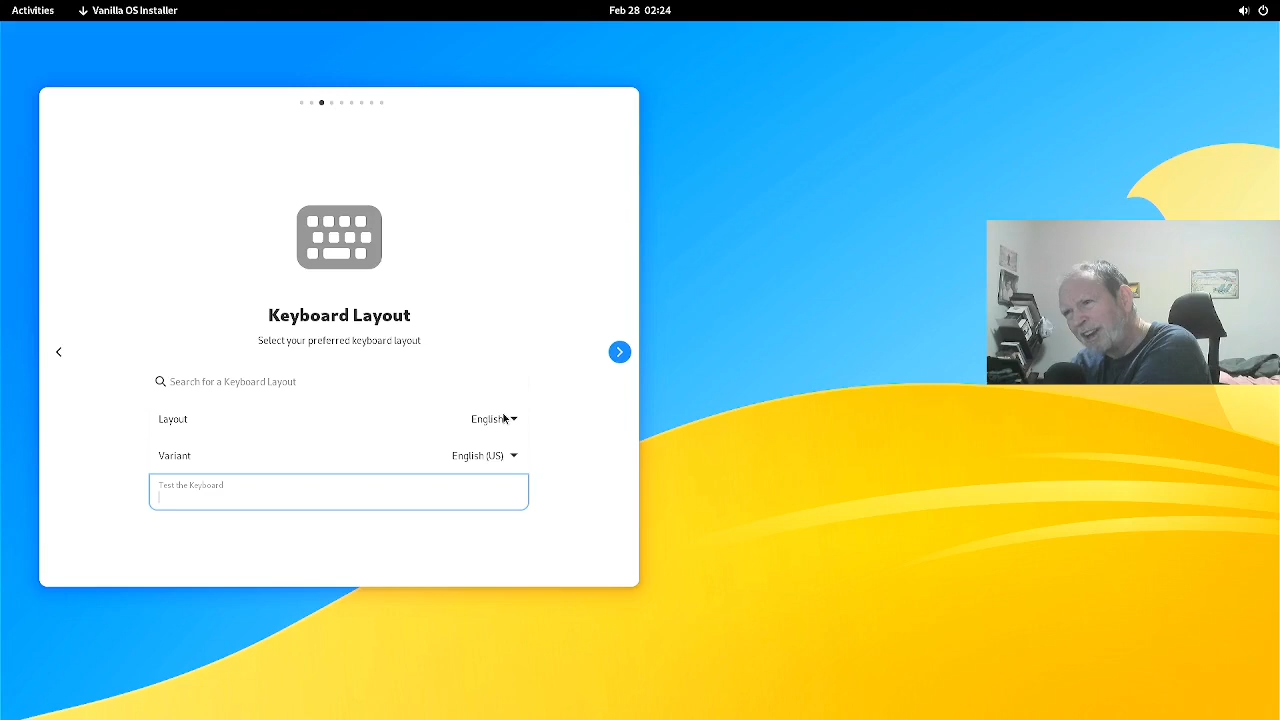 Activities Vanilla OS Installer Feb 28 02:24
Keyboard Layout
Select your preferred keyboard layout
Search for a Keyboard Layout
Layout English
Variant English (US)
Test the Keyboard